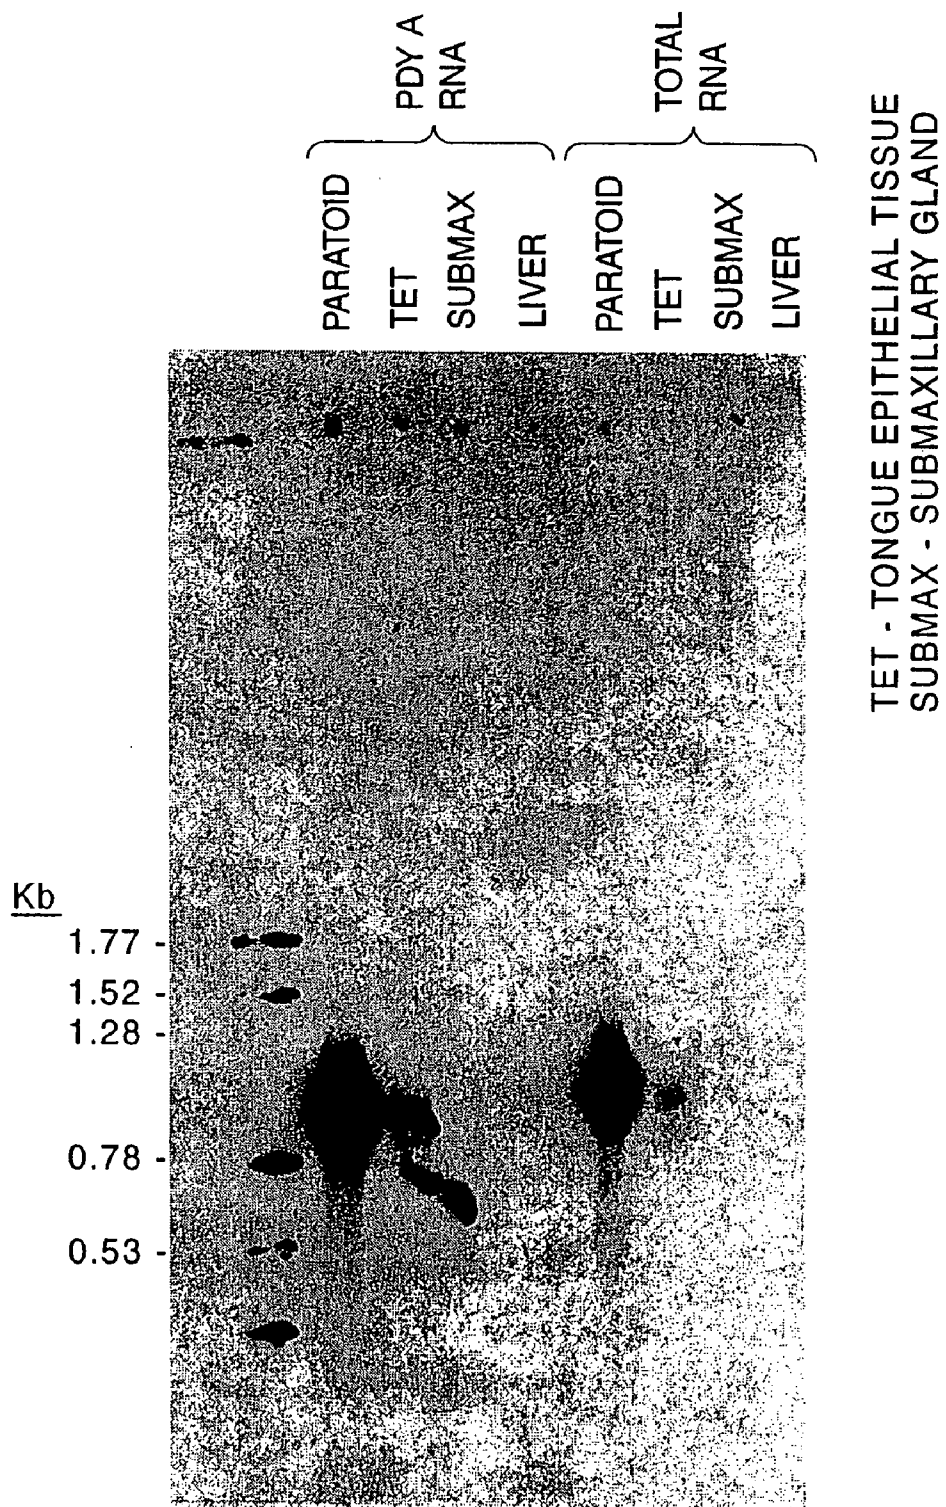 PDY A
RNA
TOTAL
RNA
PARATOID
TET
SUBMAX
LIVER
PARATOID
TET
SUBMAX
LIVER
Kb
1.77 -
1.52 -
1.28 -
0.78 -
0.53 -
TET - TONGUE EPITHELIAL TISSUE
SUBMAX - SUBMAXILLARY GLAND